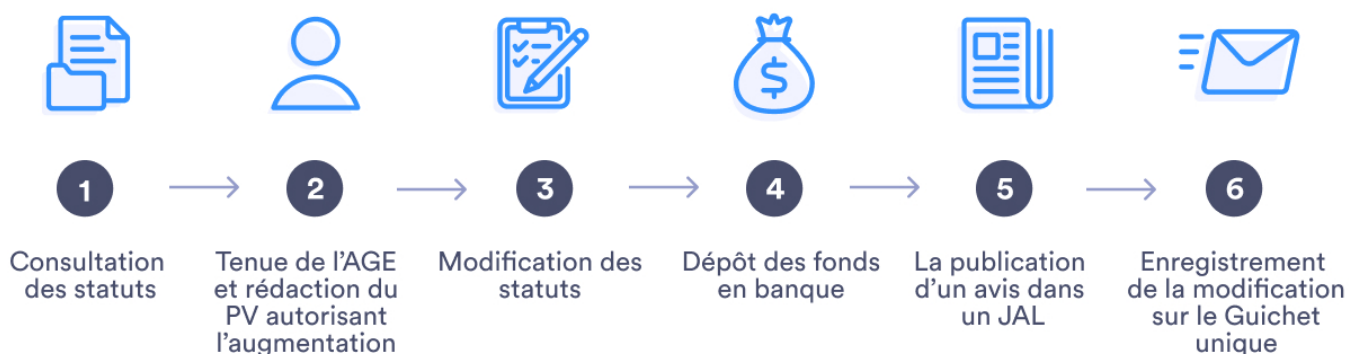 $
1
2
3
4
5
6
Consultation
des statuts
Tenue de l'AGE
et rédaction du
PV autorisant
l'augmentation
Modification des
statuts
Dépôt des fonds
en banque
La publication
d'un avis dans
un JAL
Enregistrement
de la modification
sur le Guichet
unique